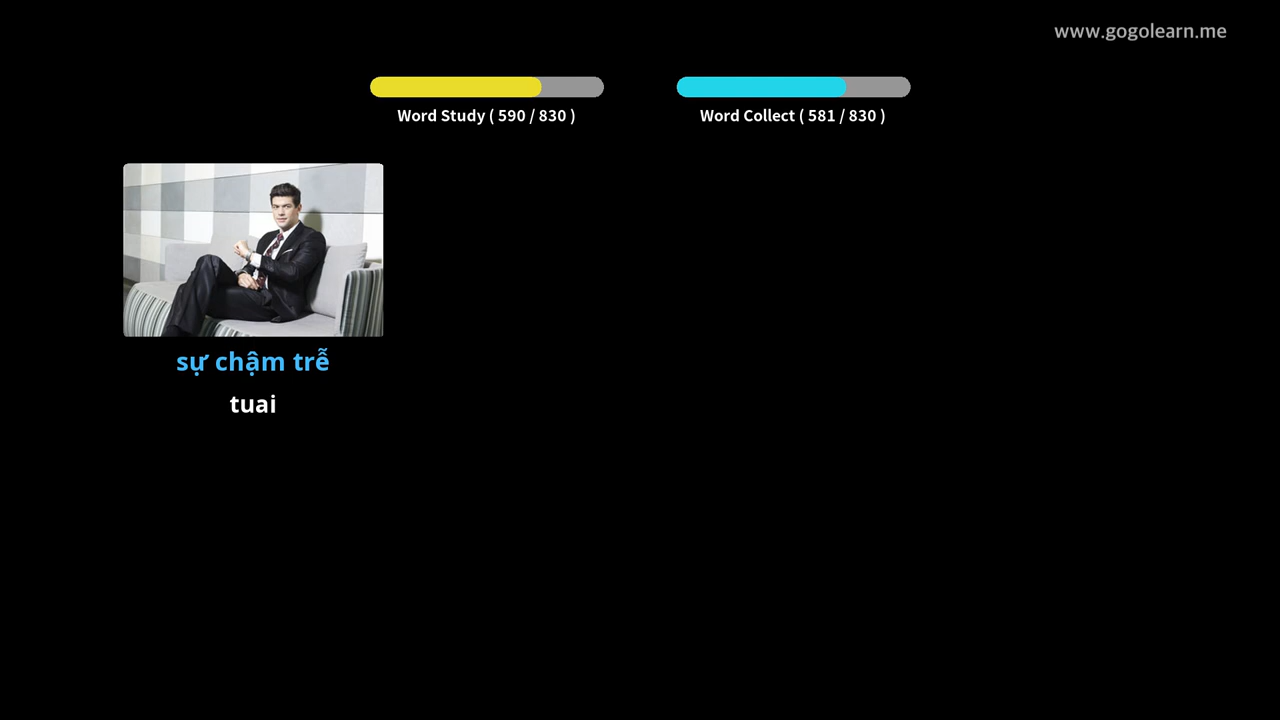 www.gogolearn.me
Word Study ( 590 / 830 )
Word Collect ( 581 / 830 )
sự chậm trễ
tuai